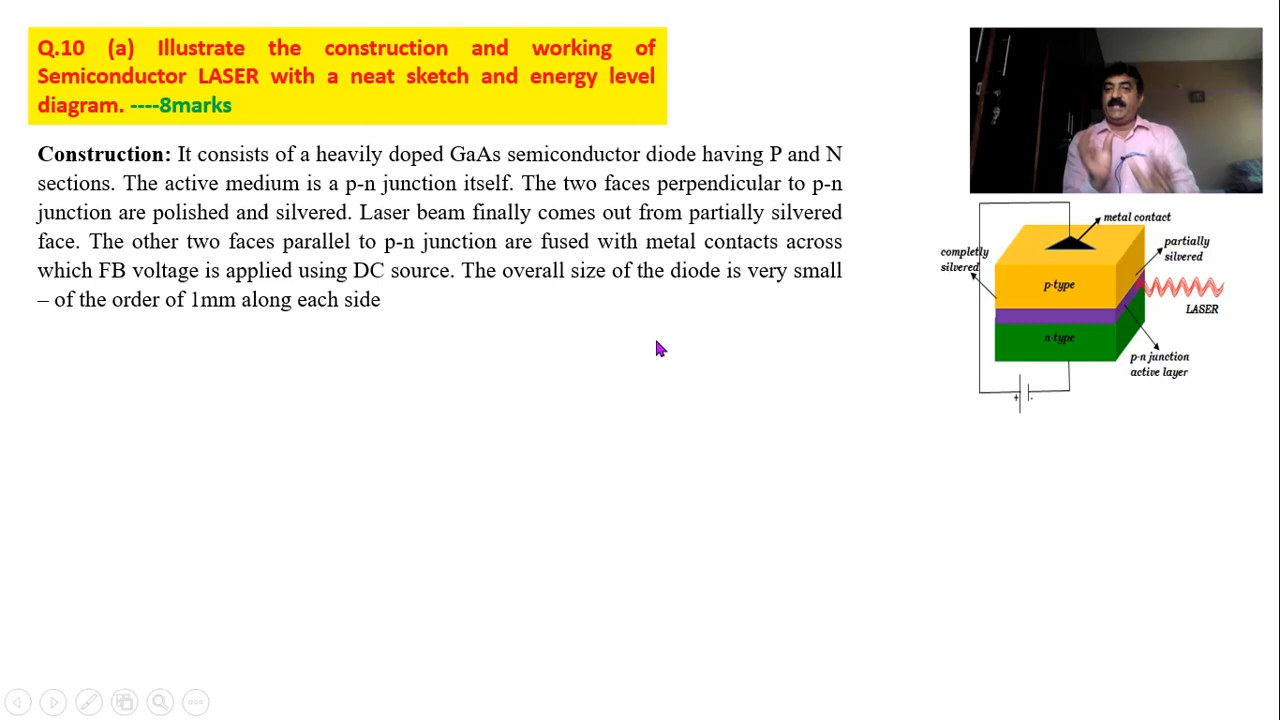 Q.10 (a) Illustrate the construction and working of
Semiconductor LASER with a neat sketch and energy level
diagram. ----8marks
Construction: It consists of a heavily doped GaAs semiconductor diode having P and N
sections. The active medium is a p-n junction itself. The two faces perpendicular to p-n
junction are polished and silvered. Laser beam finally comes out from partially silvered
face. The other two faces parallel to p-n junction are fused with metal contacts across
which FB voltage is applied using DC source. The overall size of the diode is very small
– of the order of 1mm along each side
metal contact
completly
silvered
partially
silvered
p-type
LASER
n-type
p-n junction
active layer
+ -